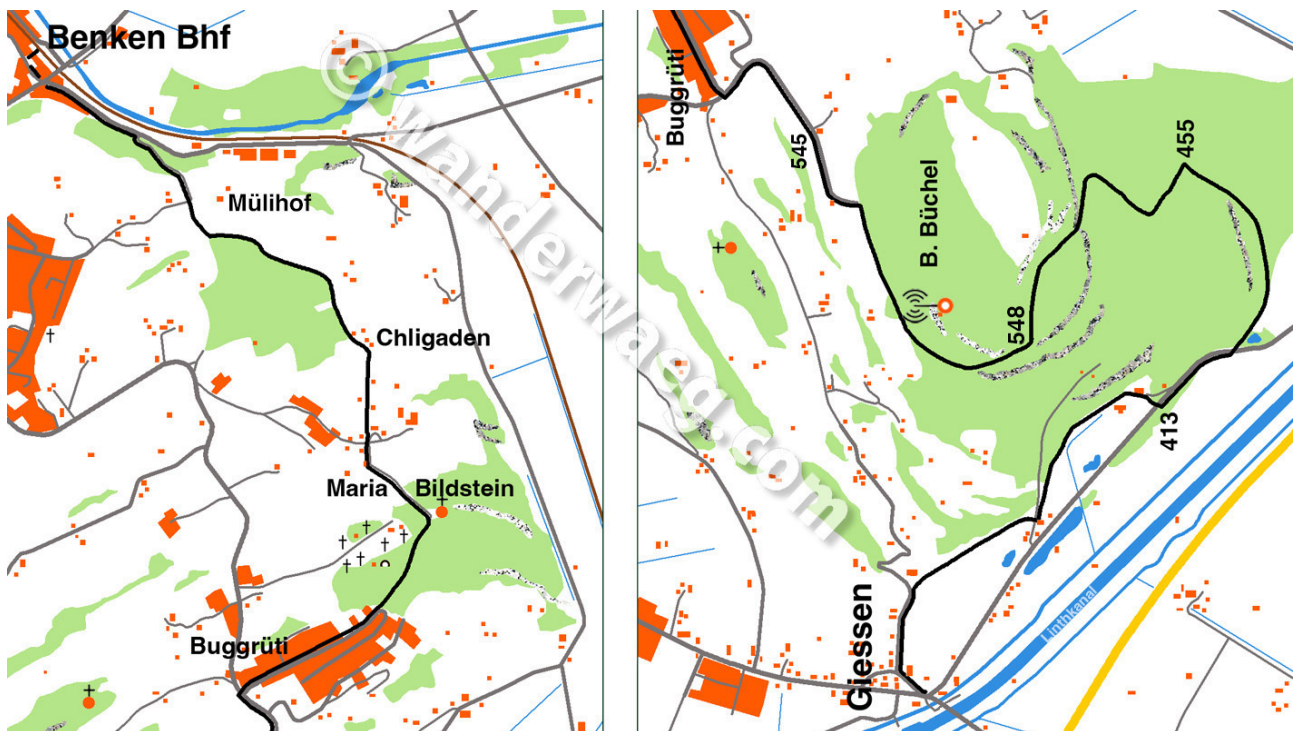 Benken Bhf
Mülihof
Chligaden
Maria Bildstein
Buggrüti
© wanderwaeg.com
Buggrüti
545
455
B. Büchel
548
413
Giessen
Linthkanal